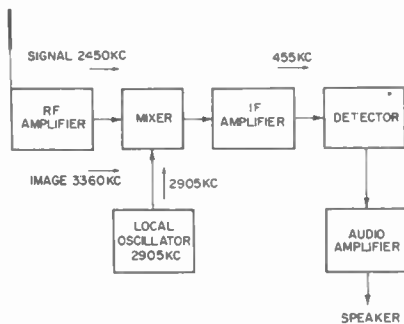 SIGNAL 2450KC
455KC
RF
AMPLIFIER
MIXER
IF
AMPLIFIER
DETECTOR
IMAGE 3360KC
2905KC
LOCAL
OSCILLATOR
2905KC
AUDIO
AMPLIFIER
SPEAKER